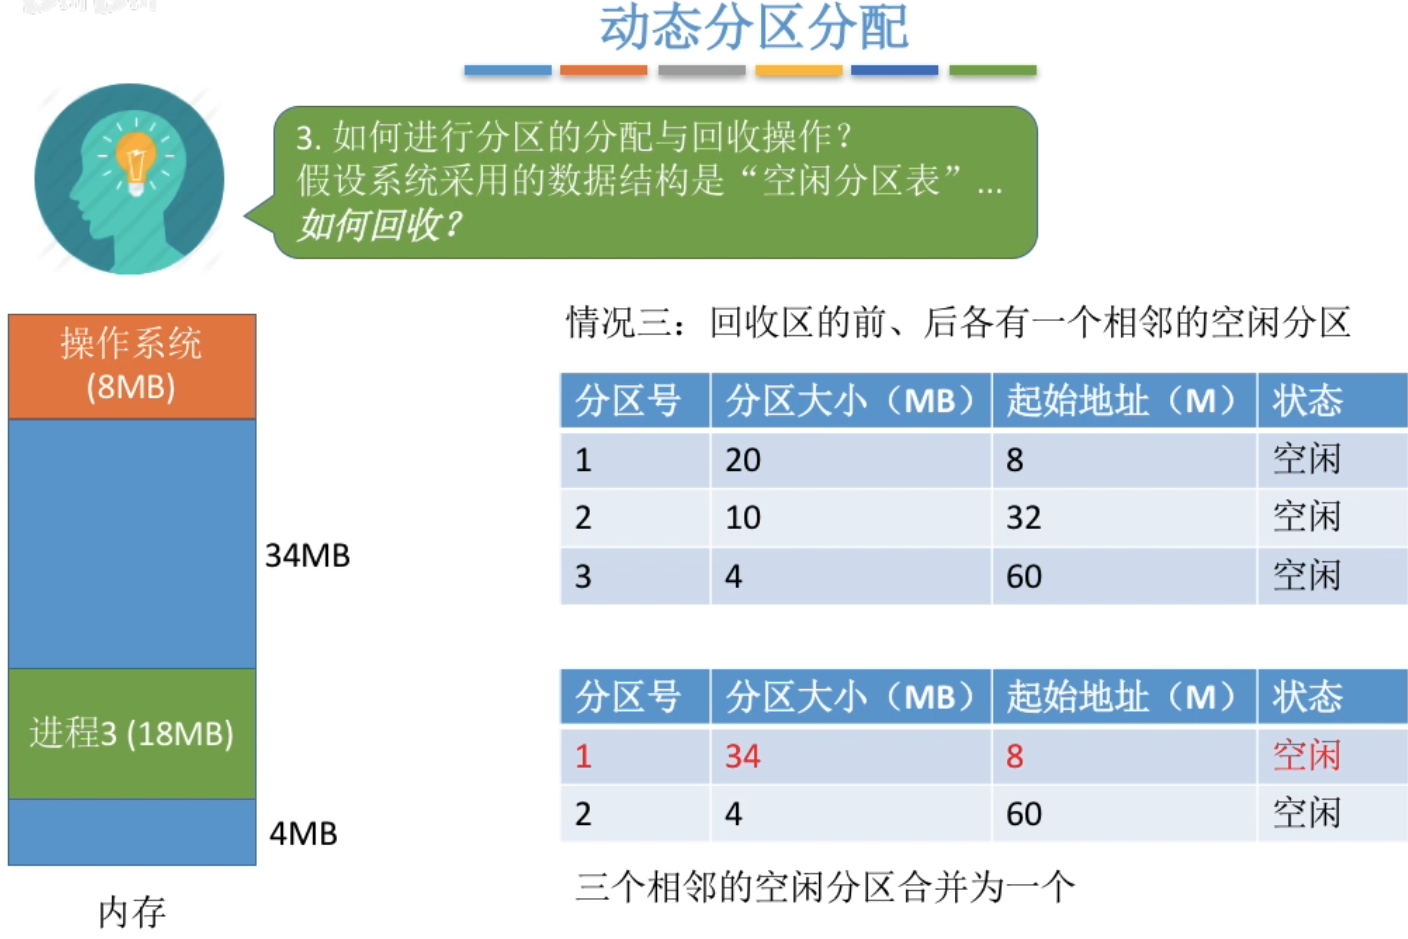 动态分区分配
3. 如何进行分区的分配与回收操作？
假设系统采用的数据结构是“空闲分区表”...
如何回收？
操作系统
(8MB)
34MB
进程3 (18MB)
4MB
内存
情况三：回收区的前、后各有一个相邻的空闲分区
分区号 分区大小（MB） 起始地址（M） 状态
1 20 8 空闲
2 10 32 空闲
3 4 60 空闲
分区号 分区大小（MB） 起始地址（M） 状态
1 34 8 空闲
2 4 60 空闲
三个相邻的空闲分区合并为一个